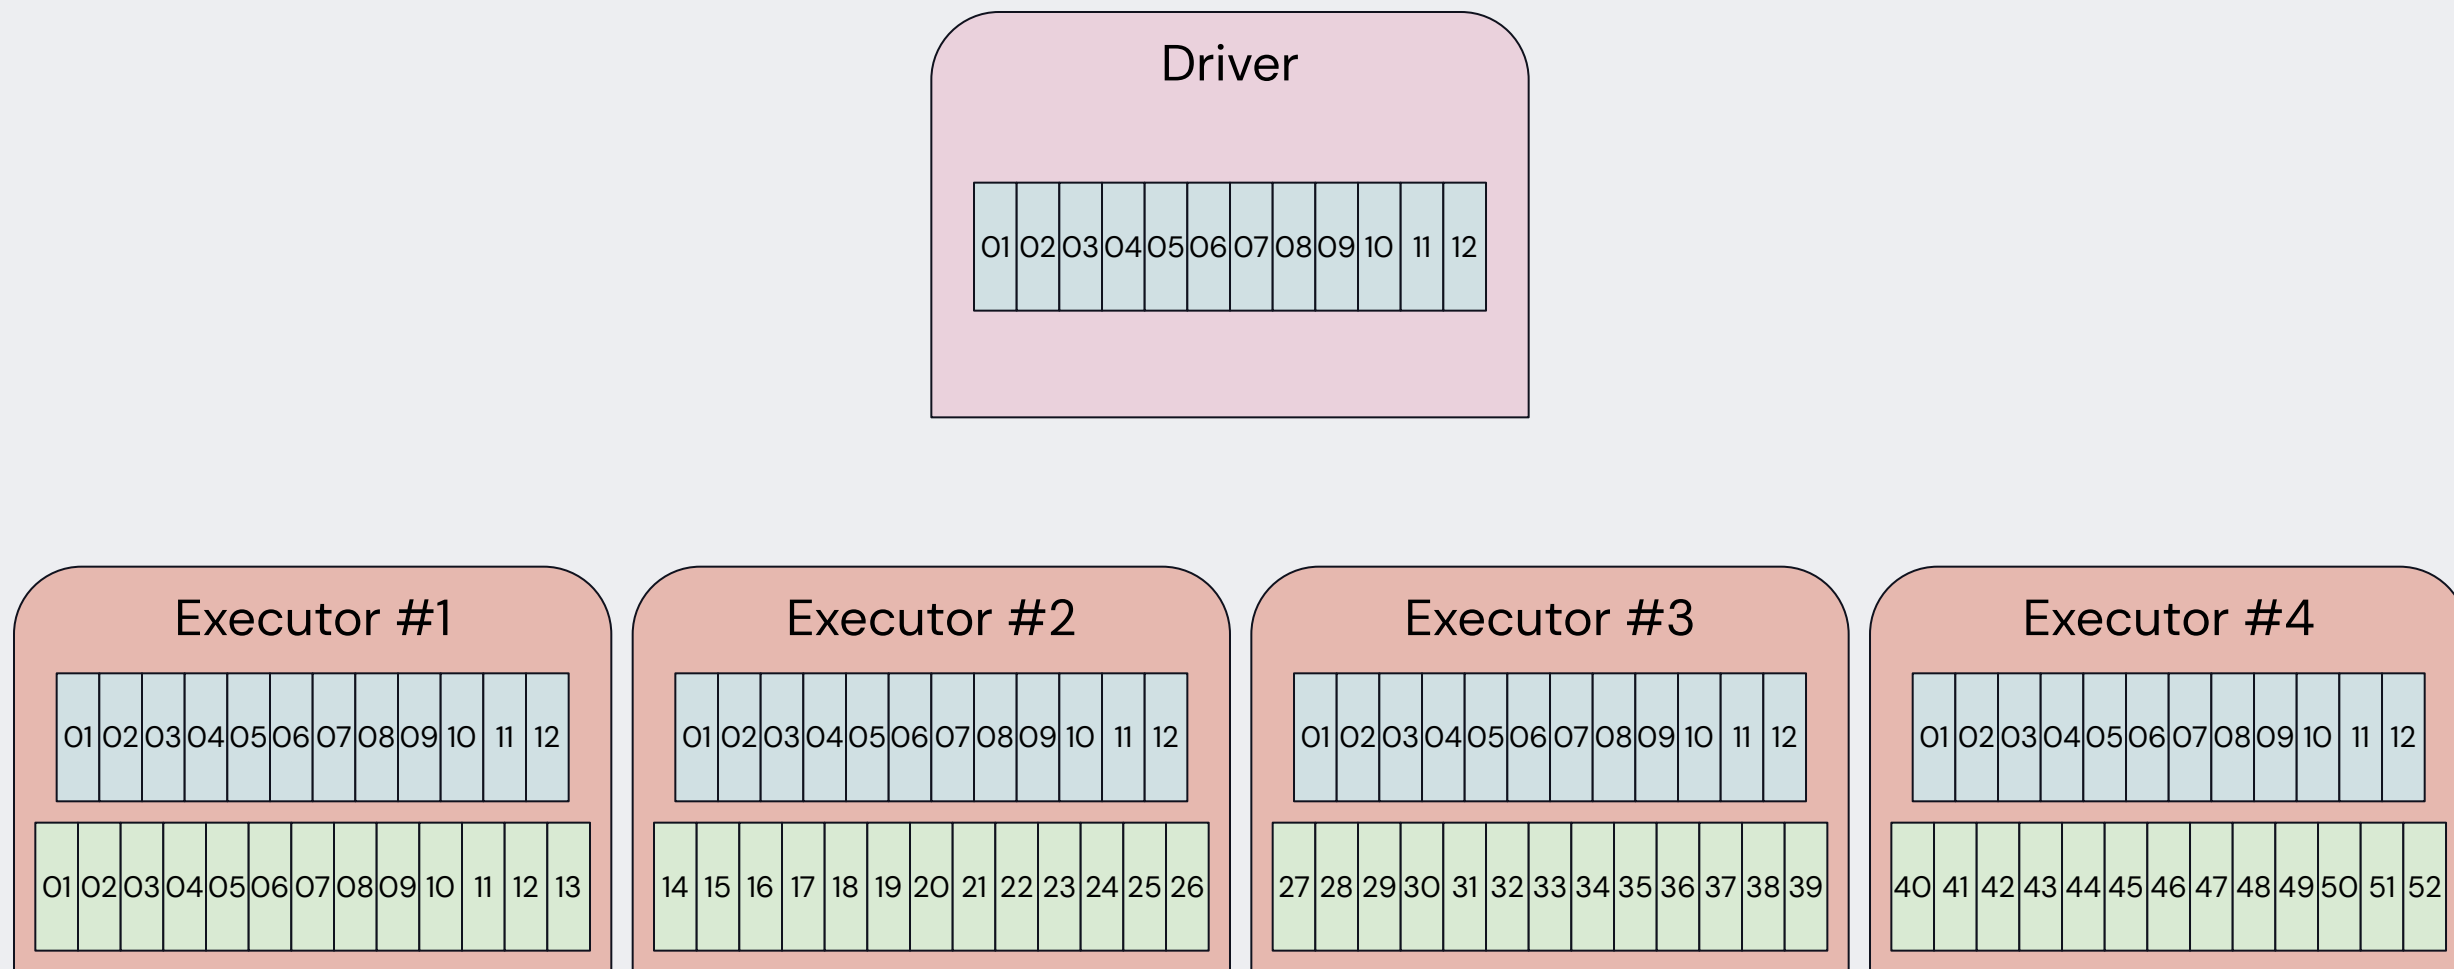 Driver
01 02 03 04 05 06 07 08 09 10 11 12
Executor #1
01 02 03 04 05 06 07 08 09 10 11 12
01 02 03 04 05 06 07 08 09 10 11 12 13
Executor #2
01 02 03 04 05 06 07 08 09 10 11 12
14 15 16 17 18 19 20 21 22 23 24 25 26
Executor #3
01 02 03 04 05 06 07 08 09 10 11 12
27 28 29 30 31 32 33 34 35 36 37 38 39
Executor #4
01 02 03 04 05 06 07 08 09 10 11 12
40 41 42 43 44 45 46 47 48 49 50 51 52